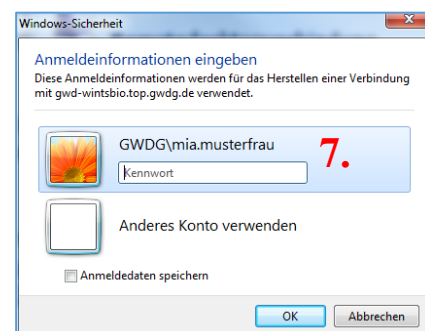 Windows-Sicherheit
Anmeldeinformationen eingeben
Diese Anmeldeinformationen werden für das Herstellen einer Verbindung
mit gwd-wintsbio.top.gwdg.de verwendet.
GWDG\mia.musterfrau
7.
Kennwort
Anderes Konto verwenden
Anmeldedaten speichern
OK
Abbrechen